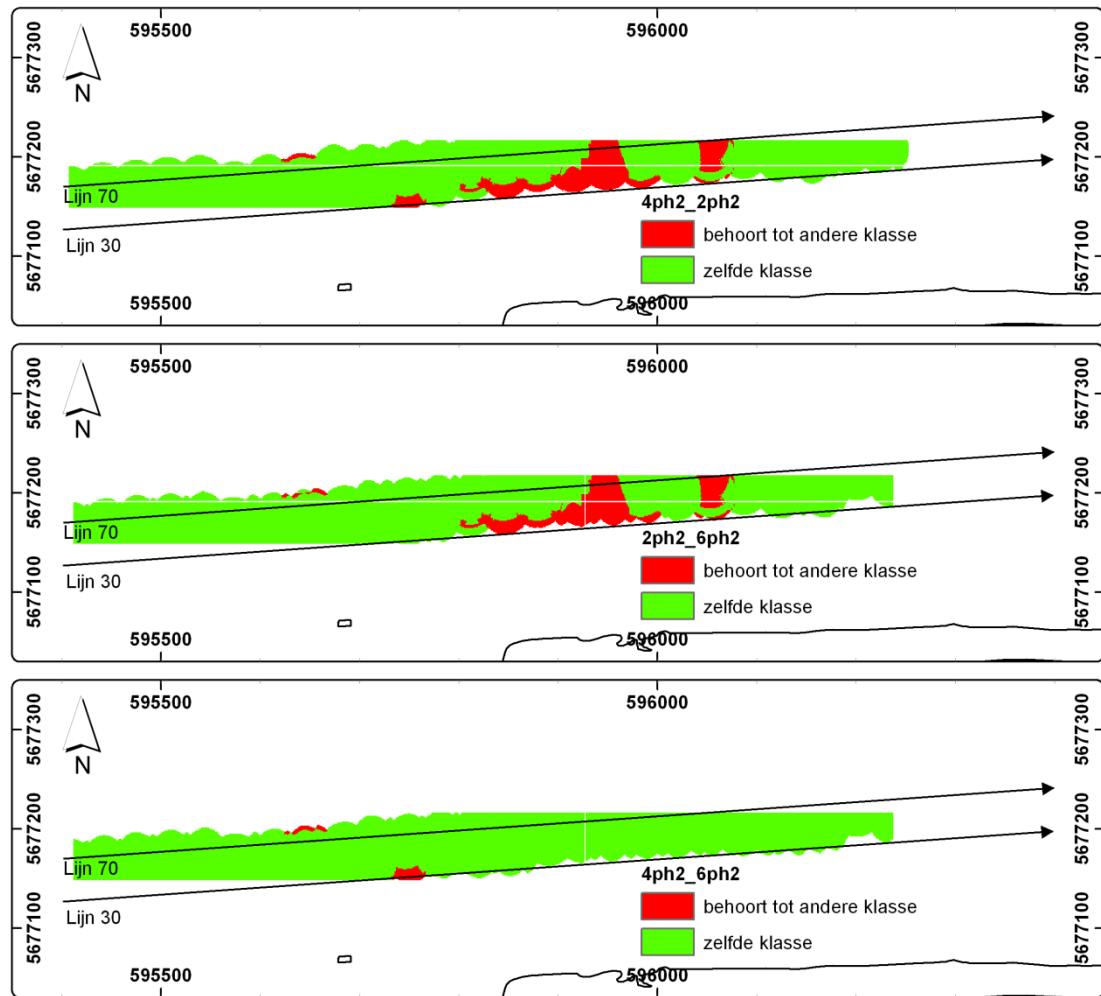 595500 596000
5677300 5677300
N
5677200 5677200
Lijn 70
4ph2_2ph2
behoort tot andere klasse
Lijn 30
5677100 5677100
zelfde klasse
595500 596000
595500 596000
5677300 5677300
N
5677200 5677200
Lijn 70
2ph2_6ph2
behoort tot andere klasse
Lijn 30
5677100 5677100
zelfde klasse
595500 596000
595500 596000
5677300 5677300
N
5677200 5677200
Lijn 70
4ph2_6ph2
behoort tot andere klasse
Lijn 30
5677100 5677100
zelfde klasse
595500 596000